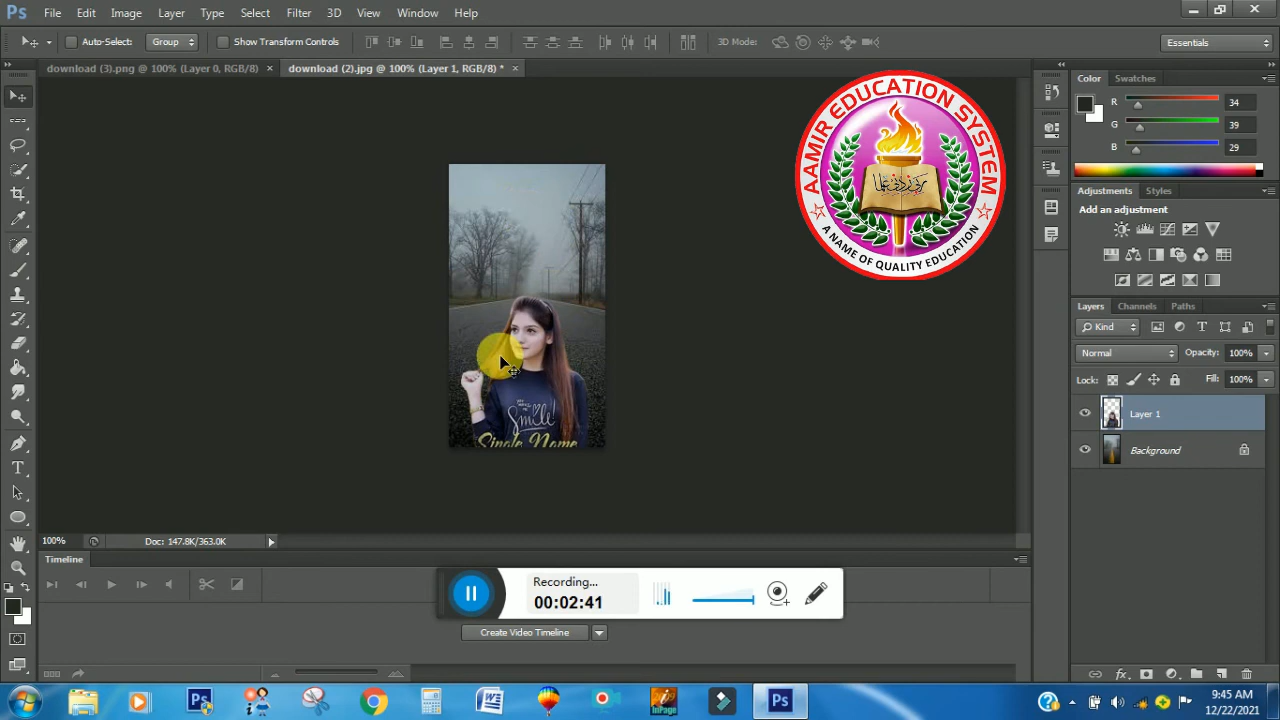 Ps File Edit Image Layer Type Select Filter 3D View Window Help
Auto-Select: Group Show Transform Controls 3D Mode: Essentials
download (3).png @ 100% (Layer 0, RGB/8) × download (2).jpg @ 100% (Layer 1, RGB/8) * ×
AAMIR EDUCATION SYSTEM
A NAME OF QUALITY EDUCATION
Smile!
Single Name
Color Swatches
R 34
G 39
B 29
Adjustments Styles
Add an adjustment
Layers Channels Paths
Kind
Normal Opacity: 100%
Lock: Fill: 100%
Layer 1
Background
100% Doc: 147.8K/363.0K
Timeline
Recording...
00:02:41
Create Video Timeline
9:45 AM
12/22/2021
InPage